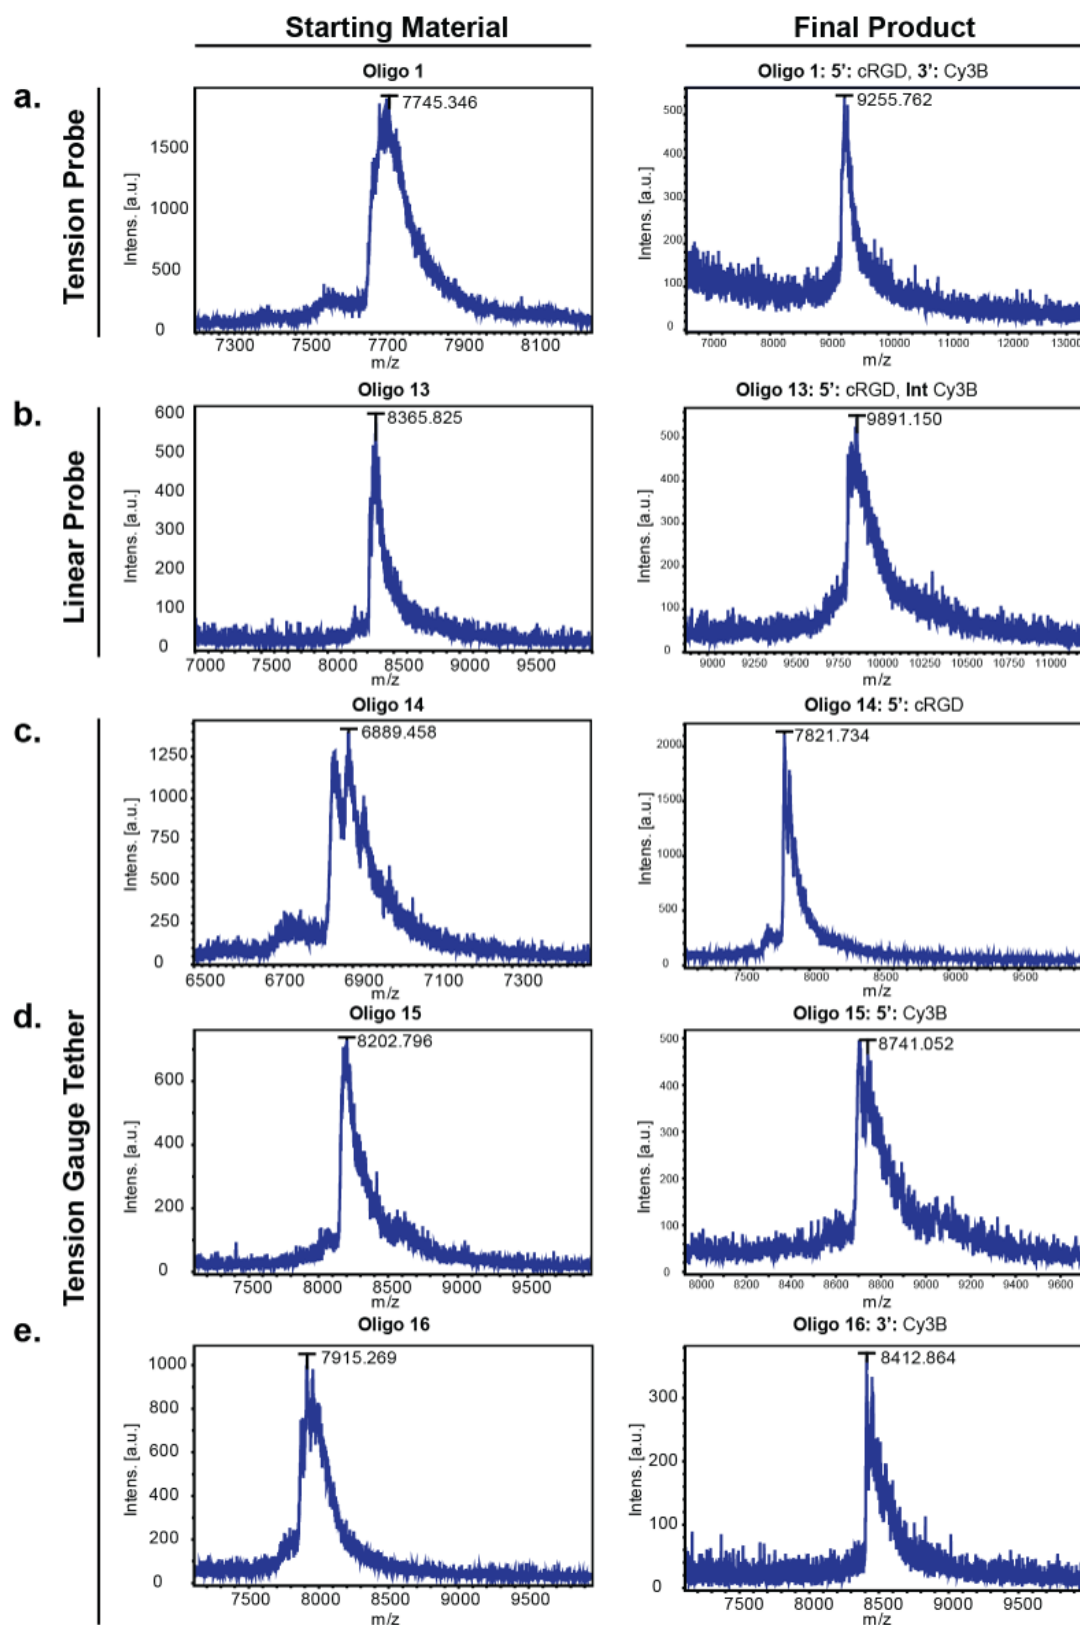 Starting Material
Final Product
a.
Tension Probe
Oligo 1
7745.346
Intens. [a.u.]
1500
1000
500
0
7300 7500 7700 7900 8100
m/z
Oligo 1: 5': cRGD, 3': Cy3B
9255.762
Intens. [a.u.]
500
400
300
200
100
0
7000 8000 9000 10000 11000 12000 13000
m/z
b.
Linear Probe
Oligo 13
8365.825
Intens. [a.u.]
600
500
400
300
200
100
0
7000 7500 8000 8500 9000 9500
m/z
Oligo 13: 5': cRGD, Int Cy3B
9891.150
Intens. [a.u.]
500
400
300
200
100
0
9000 9250 9500 9750 10000 10250 10500 10750 11000
m/z
c.
Tension Gauge Tether
Oligo 14
6889.458
Intens. [a.u.]
1250
1000
750
500
250
0
6500 6700 6900 7100 7300
m/z
Oligo 14: 5': cRGD
7821.734
Intens. [a.u.]
2000
1500
1000
500
0
7500 8000 8500 9000 9500
m/z
d.
Oligo 15
8202.796
Intens. [a.u.]
600
400
200
0
7500 8000 8500 9000 9500
m/z
Oligo 15: 5': Cy3B
8741.052
Intens. [a.u.]
500
400
300
200
100
0
8000 8200 8400 8600 8800 9000 9200 9400 9600
m/z
e.
Oligo 16
7915.269
Intens. [a.u.]
1000
800
600
400
200
0
7500 8000 8500 9000 9500
m/z
Oligo 16: 3': Cy3B
8412.864
Intens. [a.u.]
300
200
100
0
7500 8000 8500 9000 9500
m/z